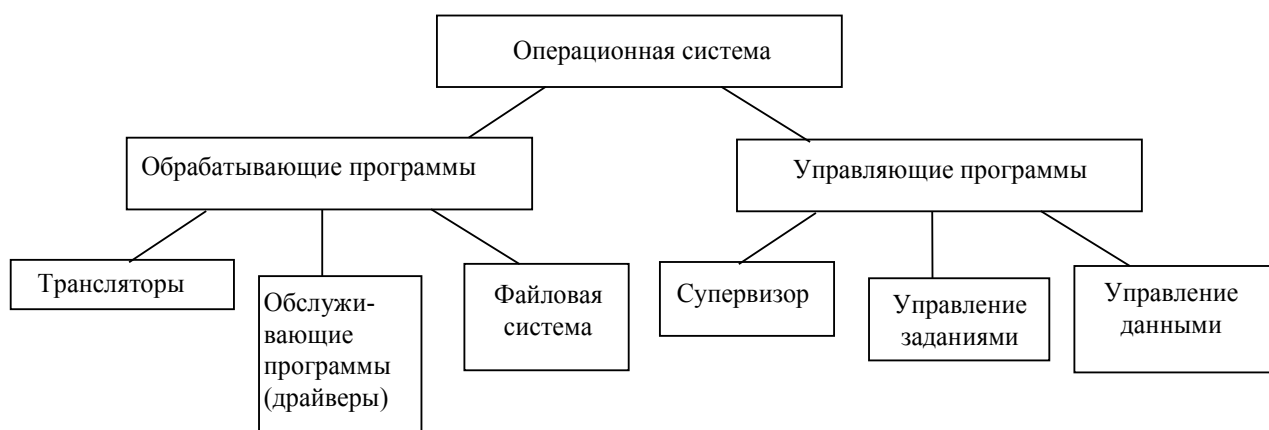 Операционная система
Обрабатывающие программы
Управляющие программы
Трансляторы
Обслужи-
вающие
программы
(драйверы)
Файловая
система
Супервизор
Управление
заданиями
Управление
данными